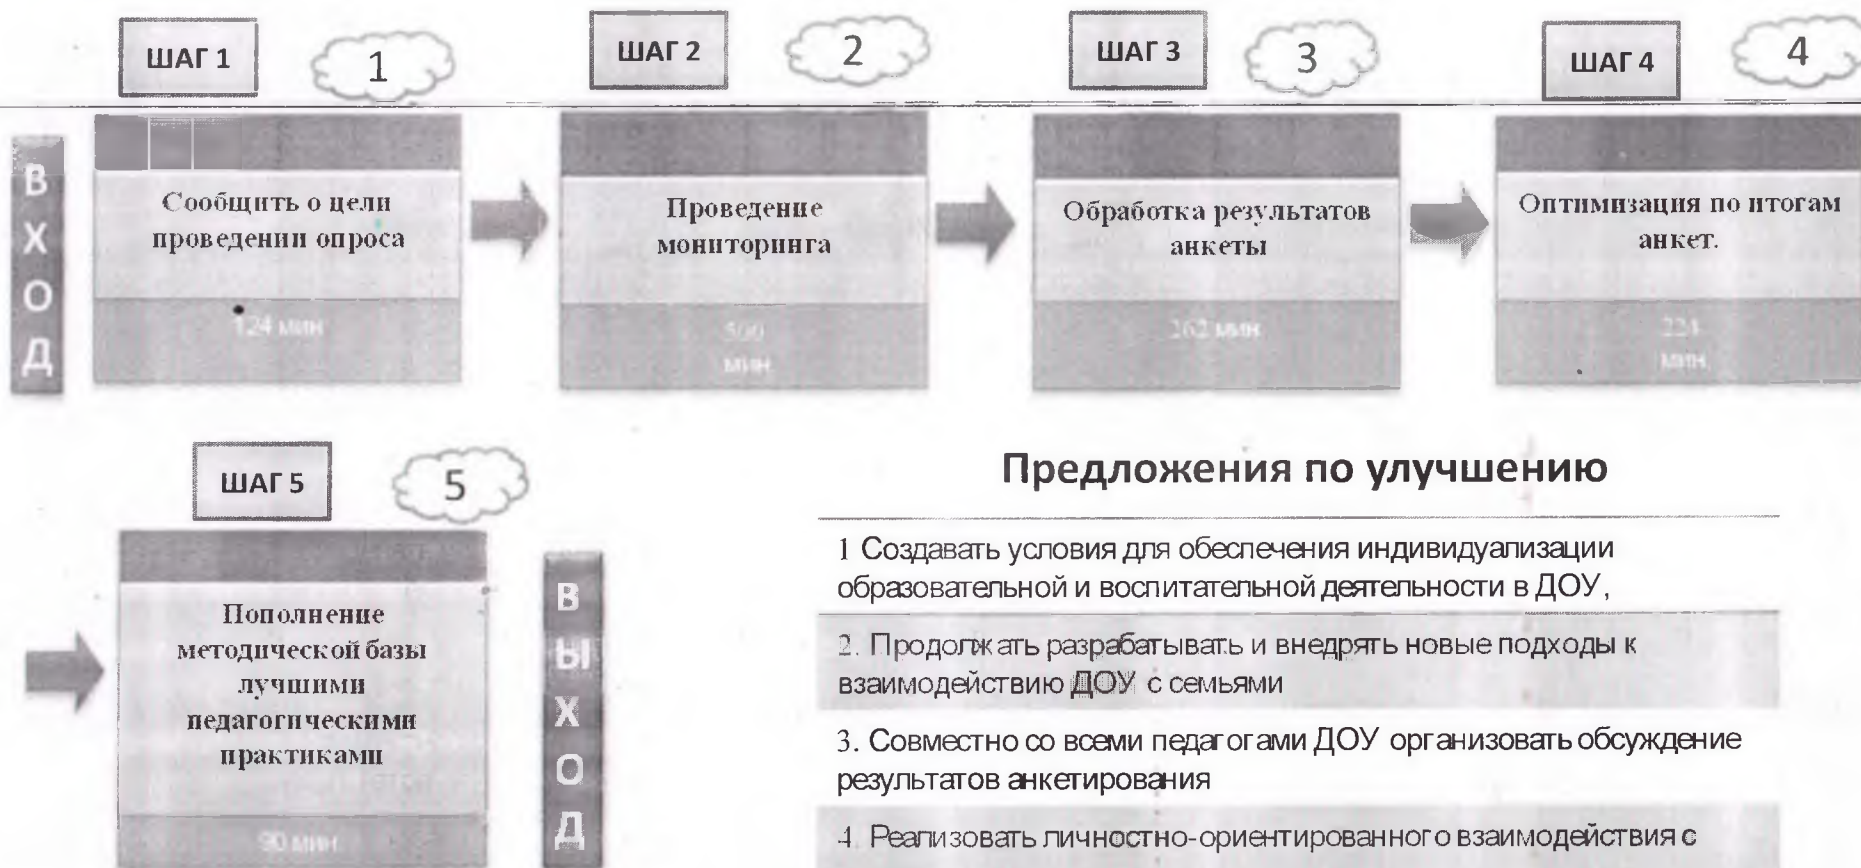 ШАГ 1
1
ШАГ 2
2
ШАГ 3
3
ШАГ 4
4
ВХОД
Сообщить о цели
проведении опроса
124 мин
Проведение
мониторинга
500
мин.
Обработка результатов
анкеты
262 мин.
Оптимизация по итогам
анкет.
224
мин.
ШАГ 5
5
Пополнение
методической базы
лучшими
педагогическими
практиками
90 мин.
ВЫХОД
Предложения по улучшению
1 Создавать условия для обеспечения индивидуализации
образовательной и воспитательной деятельности в ДОУ,
2. Продолжать разрабатывать и внедрять новые подходы к
взаимодействию ДОУ с семьями
3. Совместно со всеми педагогами ДОУ организовать обсуждение
результатов анкетирования
4. Реализовать личностно-ориентированного взаимодействия с